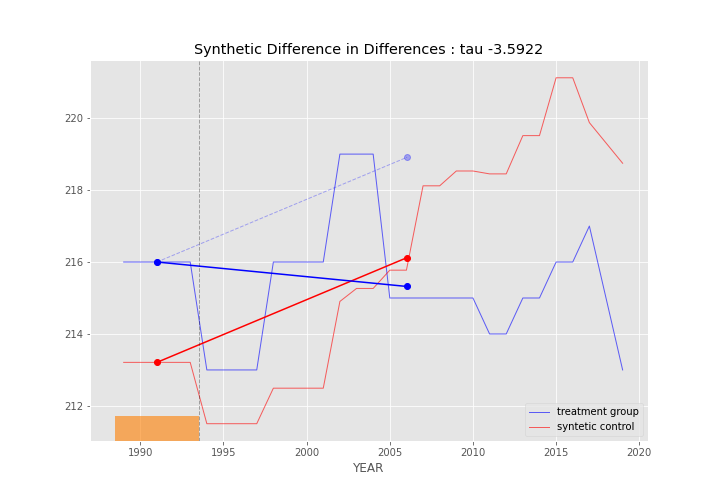 Synthetic Difference in Differences : tau -3.5922
220
218
216
214
212
treatment group
syntetic control
1990 1995 2000 2005 2010 2015 2020
YEAR